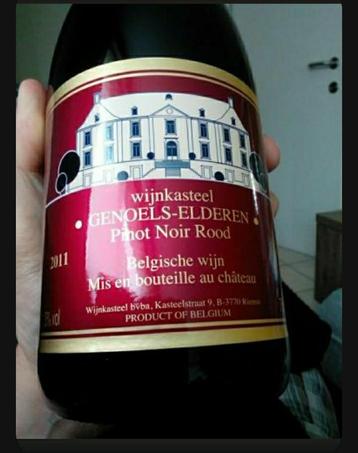 wijnkasteel
• GENOELS-ELDEREN •
Pinot Noir Rood
2011
Belgische wijn
Mis en bouteille au château
Wijnkasteel bvba, Kasteelstraat 9, B-3770 Riemst
PRODUCT OF BELGIUM
% vol